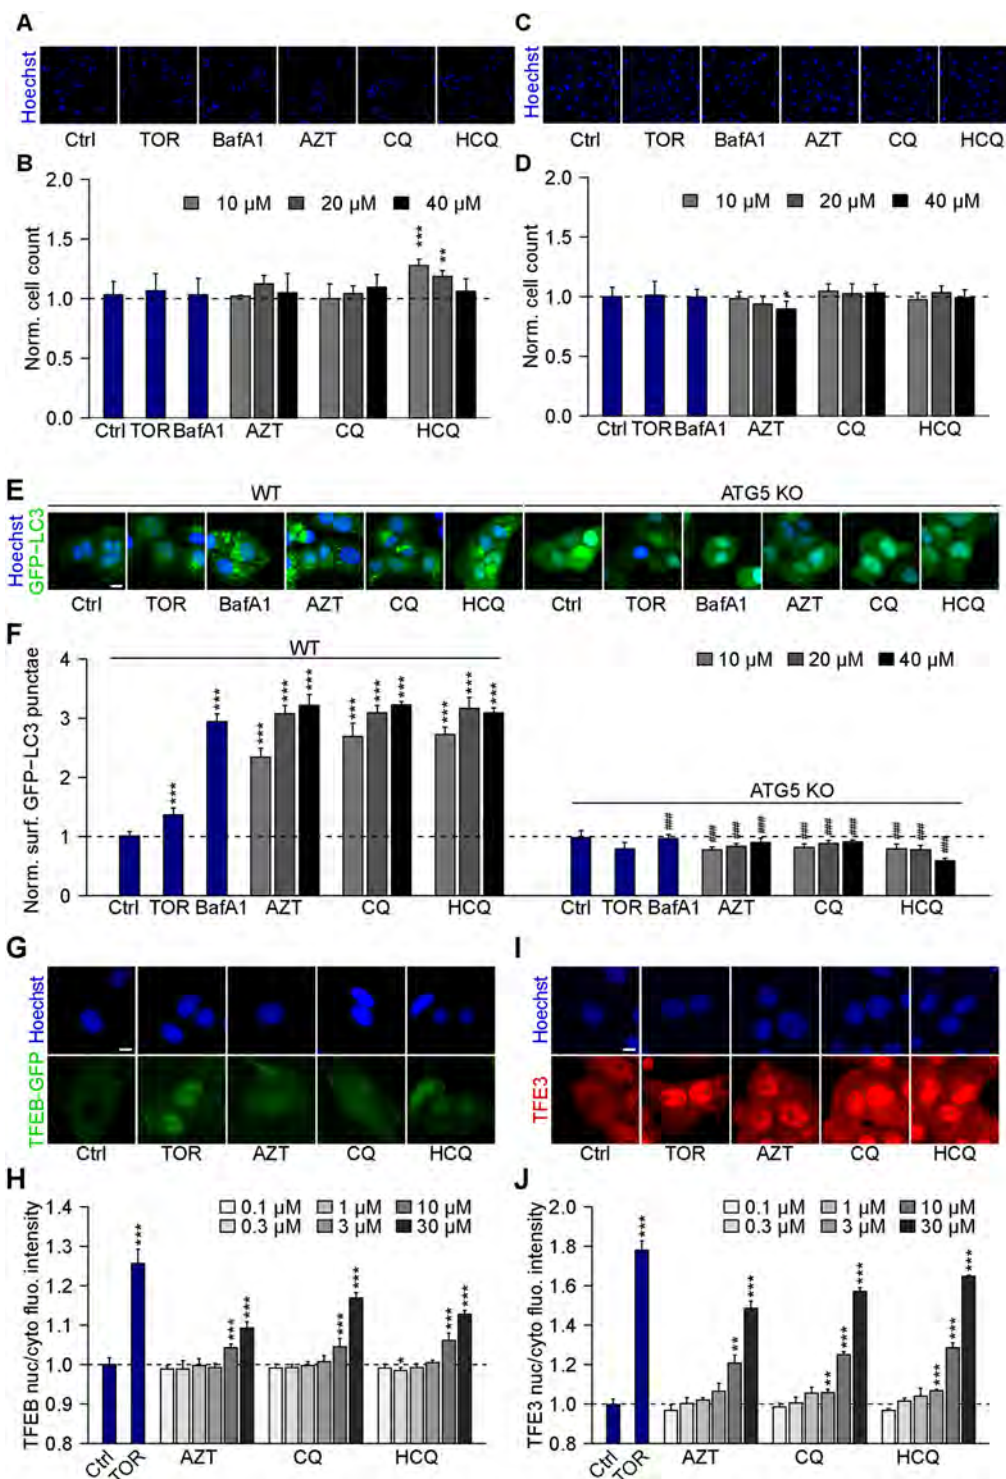 A
Hoechst
Ctrl TOR BafA1 AZT CQ HCQ
C
Hoechst
Ctrl TOR BafA1 AZT CQ HCQ
B
Norm. cell count
2.0
1.5
1.0
0.5
0.0
10 µM 20 µM 40 µM
*** **
Ctrl TOR BafA1 AZT CQ HCQ
D
Norm. cell count
2.0
1.5
1.0
0.5
0.0
10 µM 20 µM 40 µM
*
Ctrl TOR BafA1 AZT CQ HCQ
E
WT ATG5 KO
Hoechst
GFP−LC3
Ctrl TOR BafA1 AZT CQ HCQ Ctrl TOR BafA1 AZT CQ HCQ
F
Norm. surf. GFP−LC3 punctae
4
3
2
1
0
WT
10 µM 20 µM 40 µM
*** *** *** *** *** *** *** *** *** *** ***
ATG5 KO
### ### ### ### ### ### ### ### ### ###
Ctrl TOR BafA1 AZT CQ HCQ Ctrl TOR BafA1 AZT CQ HCQ
G
Hoechst
TFEB-GFP
Ctrl TOR AZT CQ HCQ
I
Hoechst
TFE3
Ctrl TOR AZT CQ HCQ
H
TFEB nuc/cyto fluo. intensity
1.4
1.3
1.2
1.1
1.0
0.9
0.8
0.1 µM 1 µM 10 µM
0.3 µM 3 µM 30 µM
*** *** *** *** *** * *** ***
Ctrl TOR AZT CQ HCQ
J
TFE3 nuc/cyto fluo. intensity
2.0
1.8
1.6
1.4
1.2
1.0
0.8
0.1 µM 1 µM 10 µM
0.3 µM 3 µM 30 µM
*** ** *** ** *** *** *** *** ***
Ctrl TOR AZT CQ HCQ